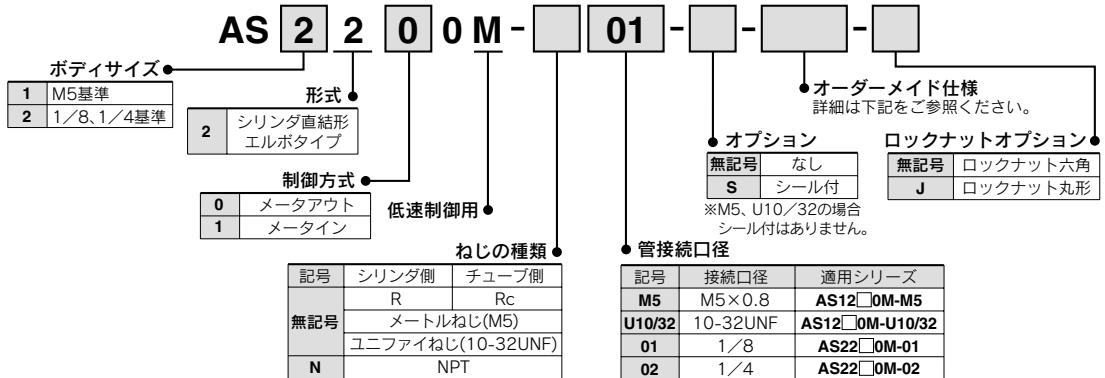 AS 2 2 0 0 M - 01 - - -
ボディサイズ
1 M5基準
2 1/8、1/4基準
形式
2 シリンダ直結形
エルボタイプ
制御方式
0 メータアウト
1 メータイン
低速制御用
ねじの種類
記号 シリンダ側 チューブ側
無記号 R Rc
メートルねじ(M5)
ユニファイねじ(10-32UNF)
N NPT
管接続口径
記号 接続口径 適用シリーズ
M5 M5×0.8 AS12□0M-M5
U10/32 10-32UNF AS12□0M-U10/32
01 1/8 AS22□0M-01
02 1/4 AS22□0M-02
オプション
無記号 なし
S シール付
※M5、U10/32の場合
シール付はありません。
オーダーメイド仕様
詳細は下記をご参照ください。
ロックナットオプション
無記号 ロックナット六角
J ロックナット丸形